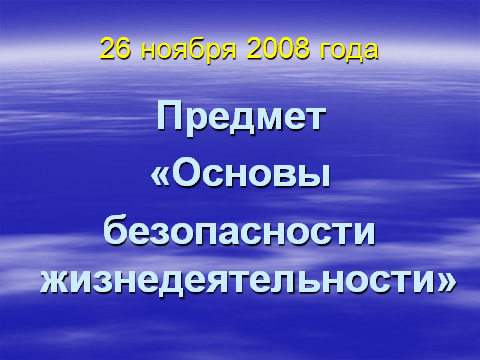 26 ноября 2008 года
Предмет
«Основы
безопасности
жизнедеятельности»